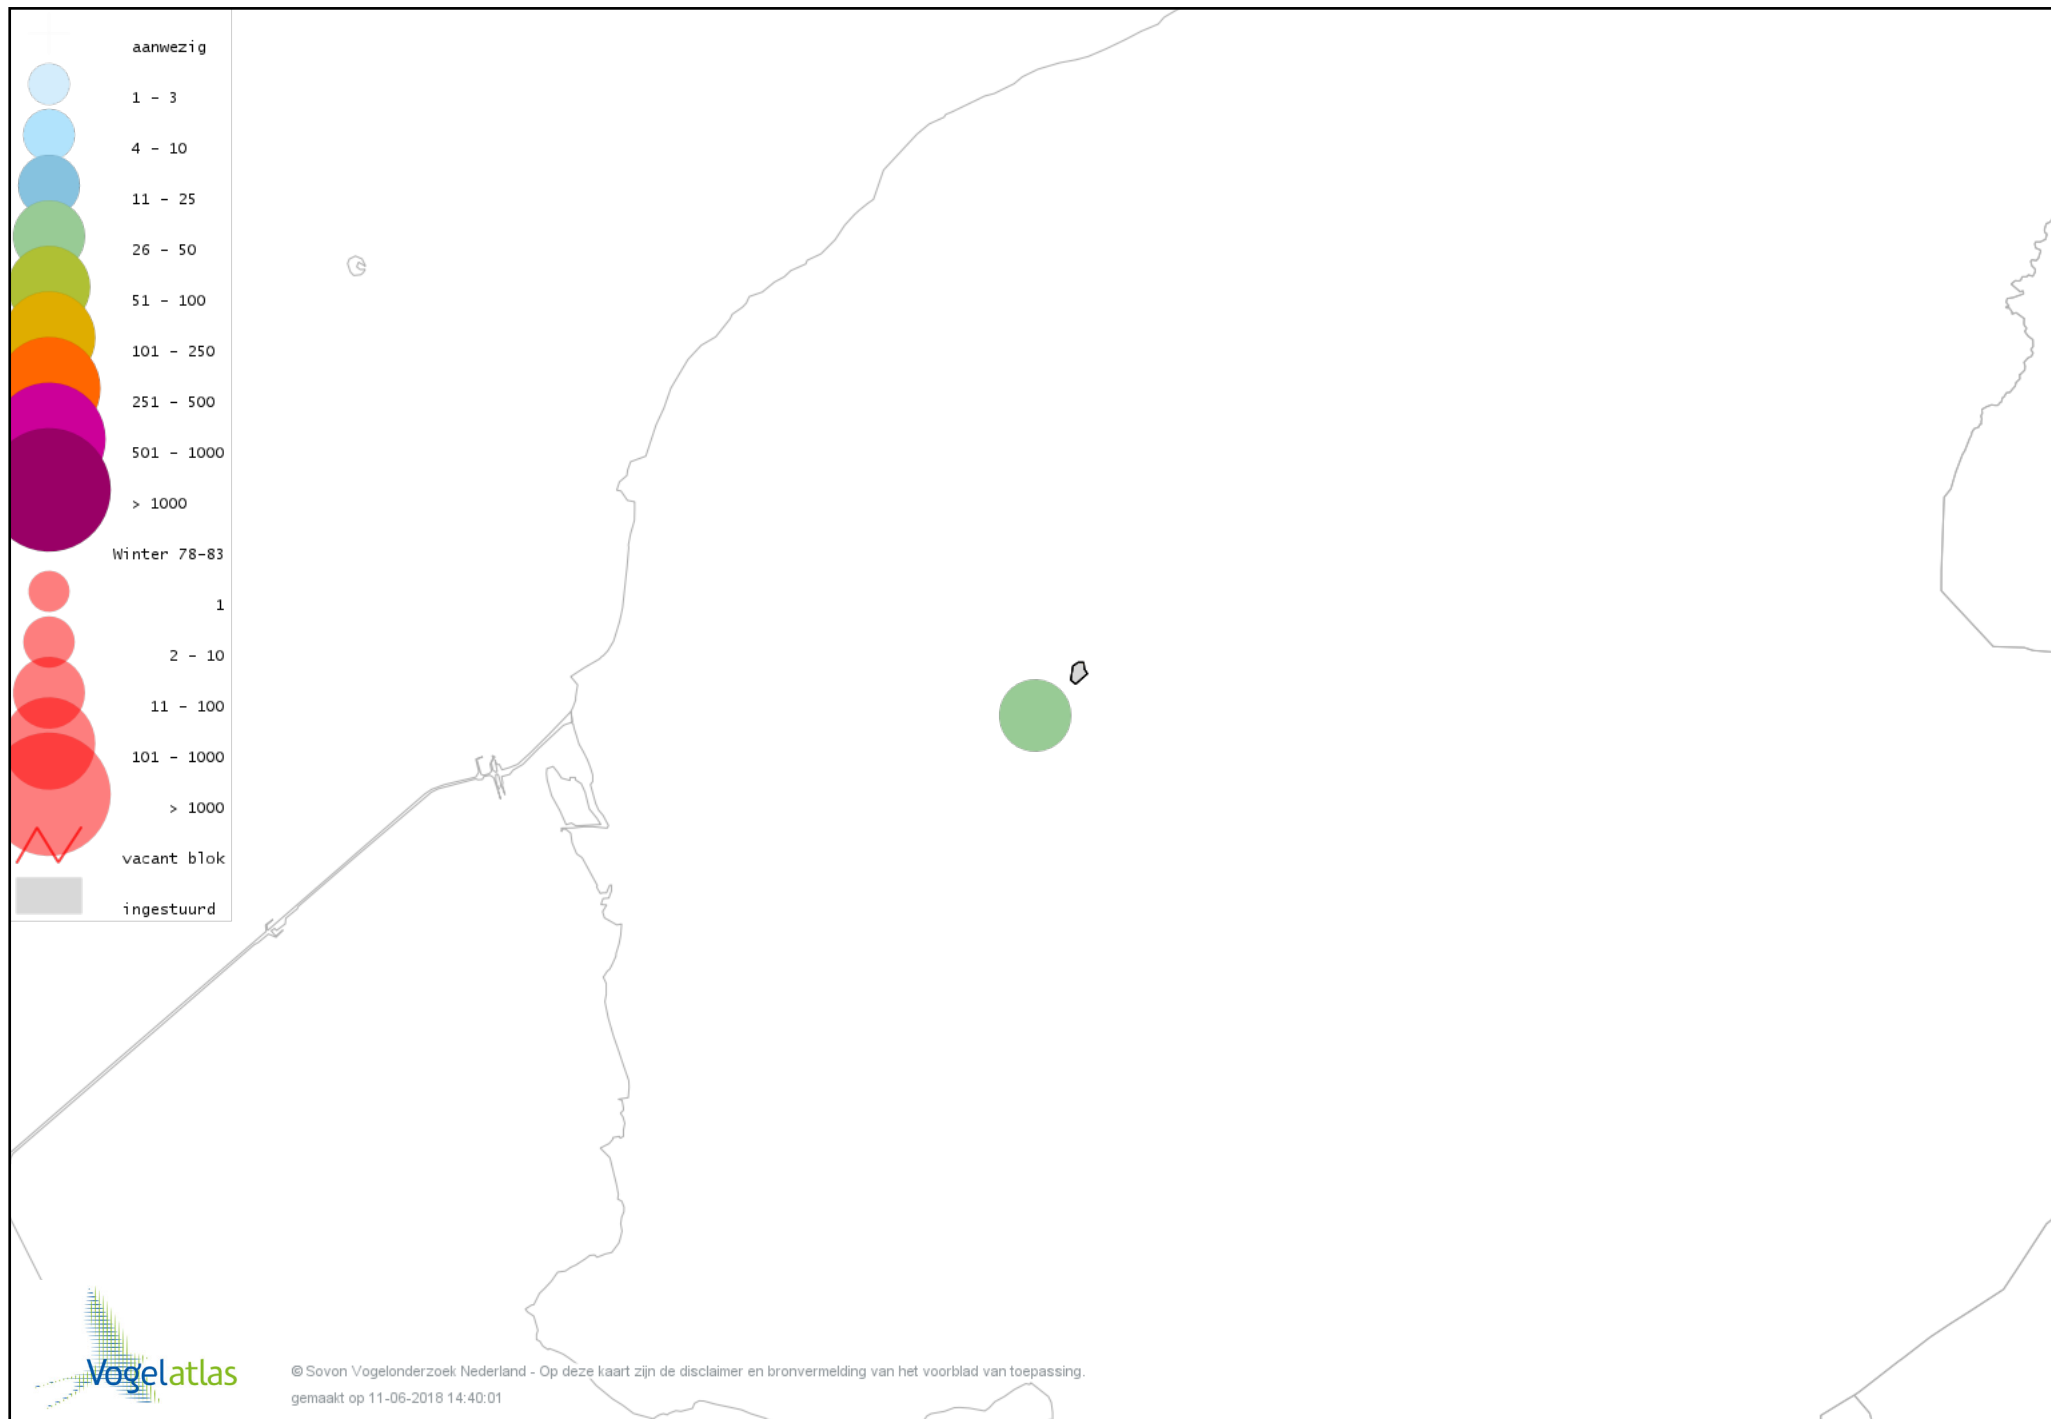 aanwezig
1 - 3
4 - 10
11 - 25
26 - 50
51 - 100
101 - 250
251 - 500
501 - 1000
> 1000
Winter 78-83
1
2 - 10
11 - 100
101 - 1000
> 1000
vacant blok
ingestuurd
Vogelatlas
© Sovon Vogelonderzoek Nederland - Op deze kaart zijn de disclaimer en bronvermelding van het voorblad van toepassing.
gemaakt op 11-06-2018 14:40:01